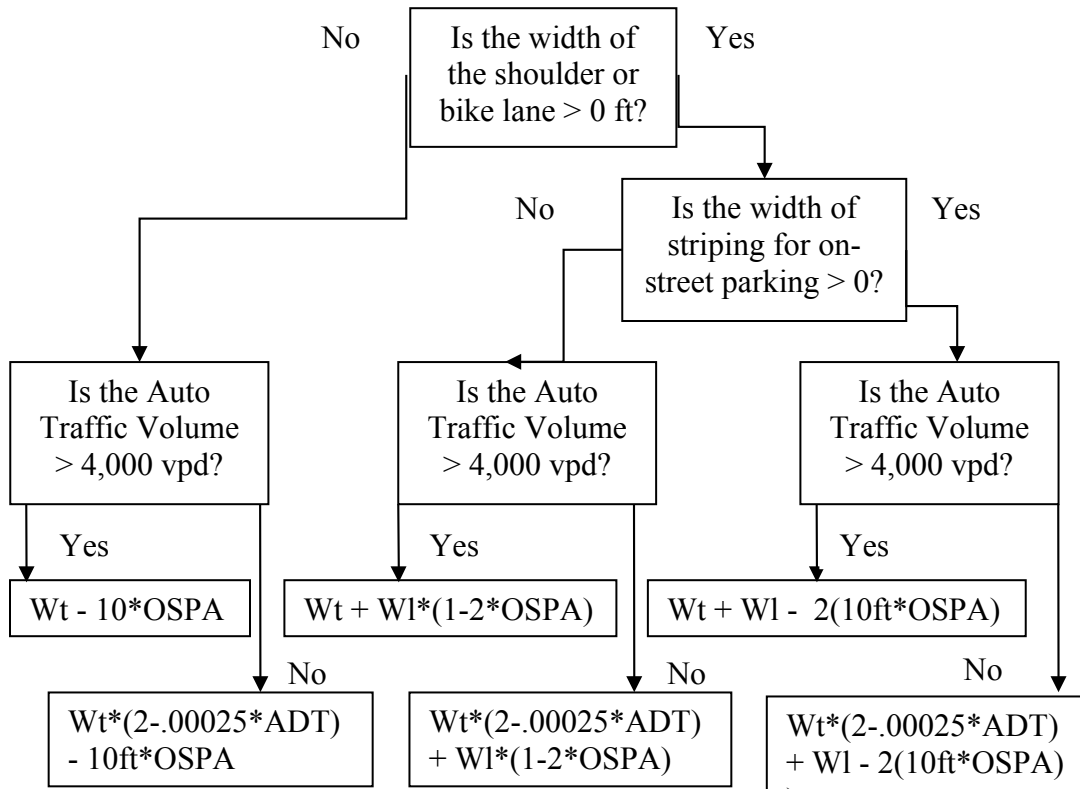 No
Is the width of
the shoulder or
bike lane > 0 ft?
Yes
No
Is the width of
striping for on-
street parking > 0?
Yes
Is the Auto
Traffic Volume
> 4,000 vpd?
Is the Auto
Traffic Volume
> 4,000 vpd?
Is the Auto
Traffic Volume
> 4,000 vpd?
Yes
Yes
Yes
Wt - 10*OSPA
Wt + Wl*(1-2*OSPA)
Wt + Wl - 2(10ft*OSPA)
No
No
No
Wt*(2-.00025*ADT)
- 10ft*OSPA
Wt*(2-.00025*ADT)
+ Wl*(1-2*OSPA)
Wt*(2-.00025*ADT)
+ Wl - 2(10ft*OSPA)